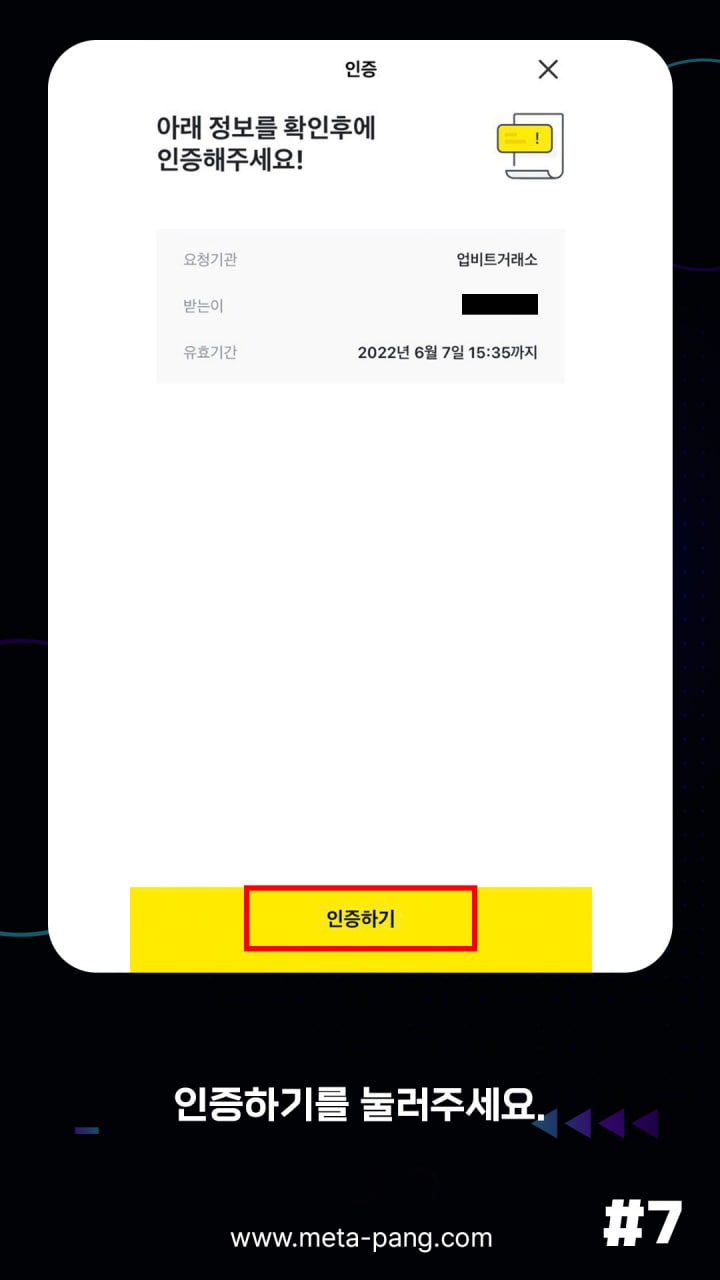 인증
아래 정보를 확인후에
인증해주세요!
요청기관 업비트거래소
받는이
유효기간 2022년 6월 7일 15:35까지
인증하기
인증하기를 눌러주세요.
#7
www.meta-pang.com